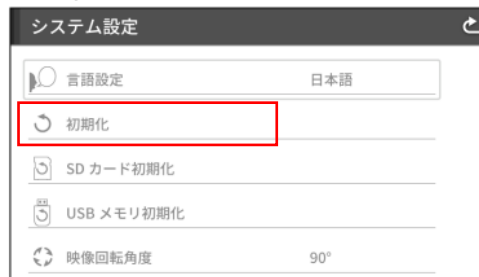 システム設定
言語設定 日本語
初期化
SD カード初期化
USB メモリ初期化
映像回転角度 90°